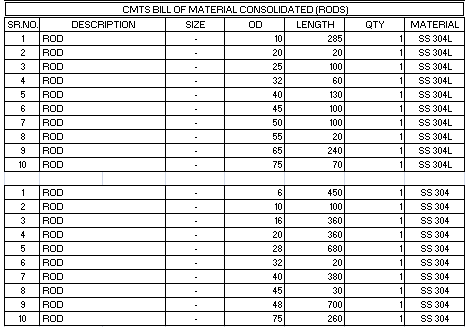 CMTS BILL OF MATERIAL CONSOLIDATED (RODS)
SR.NO. DESCRIPTION SIZE OD LENGTH QTY MATERIAL
1 ROD - 10 285 1 SS 304L
2 ROD - 20 20 1 SS 304L
3 ROD - 25 100 1 SS 304L
4 ROD - 32 60 1 SS 304L
5 ROD - 40 130 1 SS 304L
6 ROD - 45 100 1 SS 304L
7 ROD - 50 100 1 SS 304L
8 ROD - 55 20 1 SS 304L
9 ROD - 65 240 1 SS 304L
10 ROD - 75 70 1 SS 304L
1 ROD - 6 450 1 SS 304
2 ROD - 10 100 1 SS 304
3 ROD - 16 360 1 SS 304
4 ROD - 20 360 1 SS 304
5 ROD - 28 680 1 SS 304
6 ROD - 32 20 1 SS 304
7 ROD - 40 380 1 SS 304
8 ROD - 45 30 1 SS 304
9 ROD - 48 700 1 SS 304
10 ROD - 75 260 1 SS 304